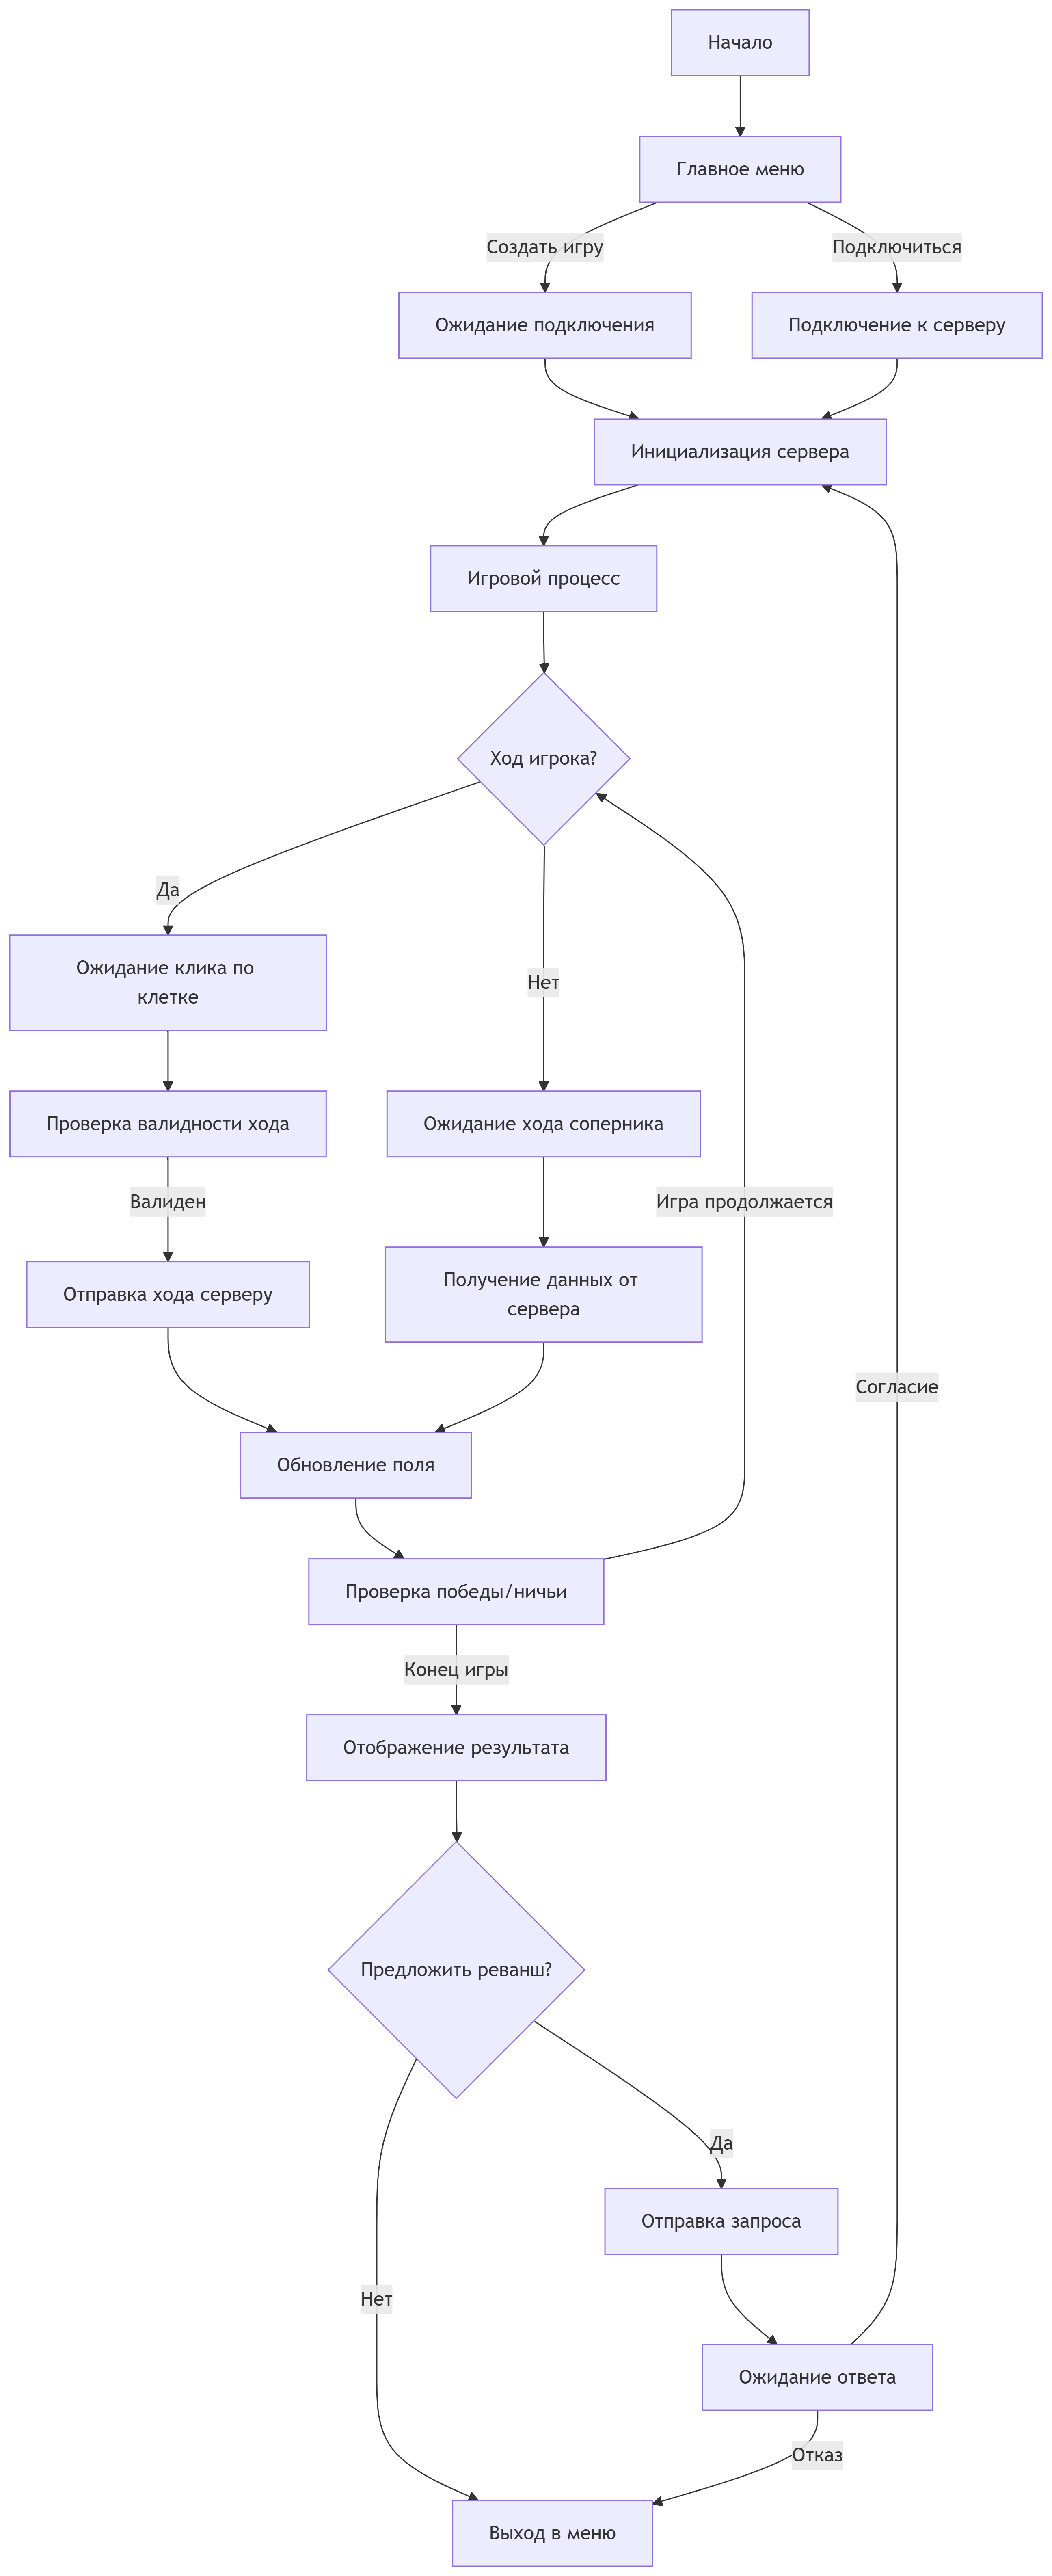 Начало
Главное меню
Создать игру
Подключиться
Ожидание подключения
Подключение к серверу
Инициализация сервера
Игровой процесс
Ход игрока?
Да
Ожидание клика по
клетке
Нет
Проверка валидности хода
Ожидание хода соперника
Валиден
Игра продолжается
Отправка хода серверу
Получение данных от
сервера
Согласие
Обновление поля
Проверка победы/ничьи
Конец игры
Отображение результата
Предложить реванш?
Да
Отправка запроса
Нет
Ожидание ответа
Отказ
Выход в меню